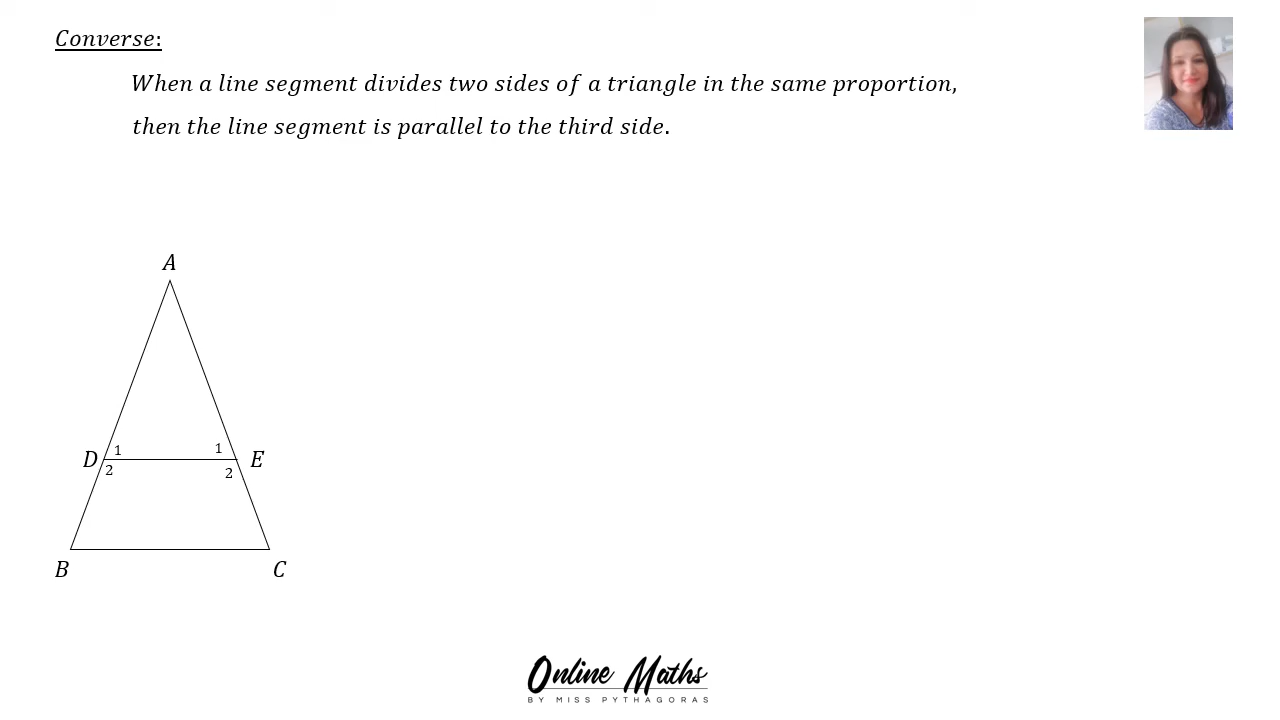 Converse:
When a line segment divides two sides of a triangle in the same proportion,
then the line segment is parallel to the third side.
A
D 1 1 E
2 2
B C
Online Maths
BY MISS PYTHAGORAS